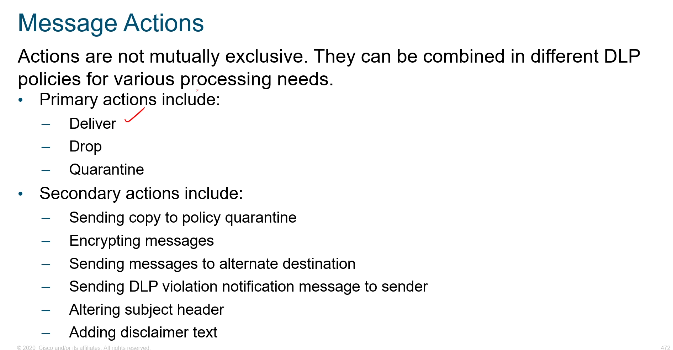 Message Actions
Actions are not mutually exclusive. They can be combined in different DLP
policies for various processing needs.
• Primary actions include:
– Deliver
– Drop
– Quarantine
• Secondary actions include:
– Sending copy to policy quarantine
– Encrypting messages
– Sending messages to alternate destination
– Sending DLP violation notification message to sender
– Altering subject header
– Adding disclaimer text
Cisco and/or its affiliates. All rights reserved.